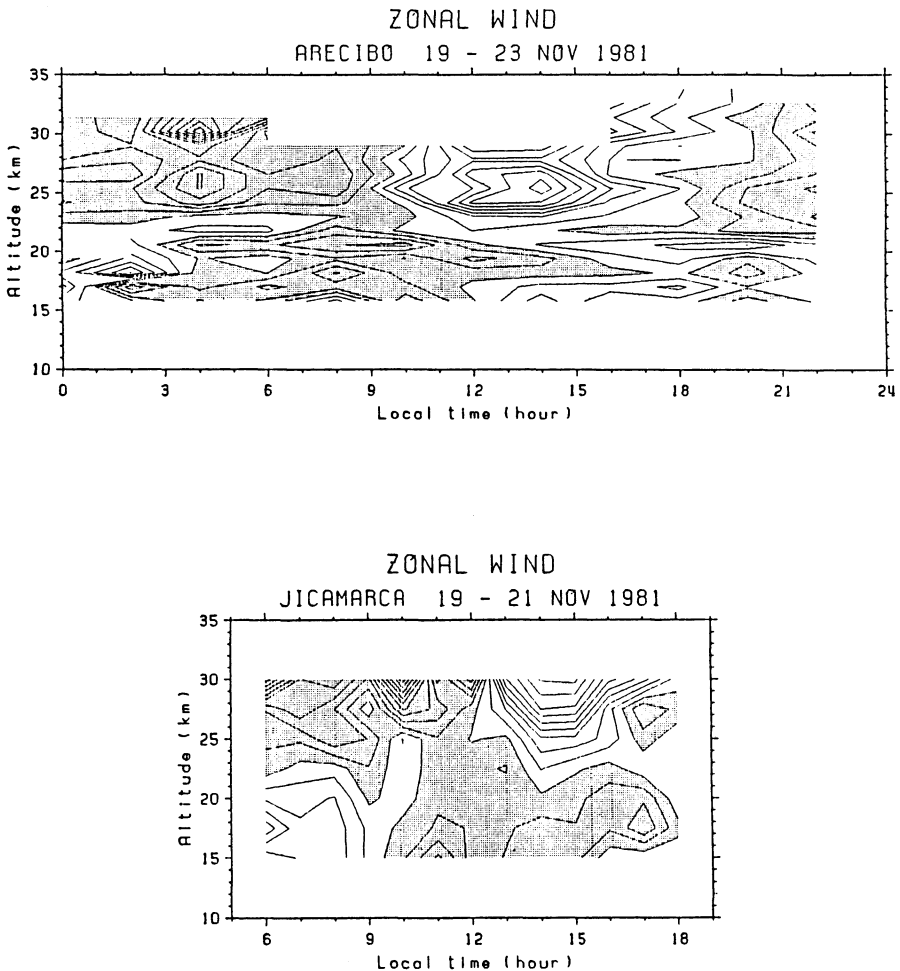 ZONAL WIND
ARECIBO 19 - 23 NOV 1981
35
30
25
20
15
10
Altitude (km)
0 3 6 9 12 15 18 21 24
Local time (hour)
ZONAL WIND
JICAMARCA 19 - 21 NOV 1981
35
30
25
20
15
10
Altitude (km)
6 9 12 15 18
Local time (hour)